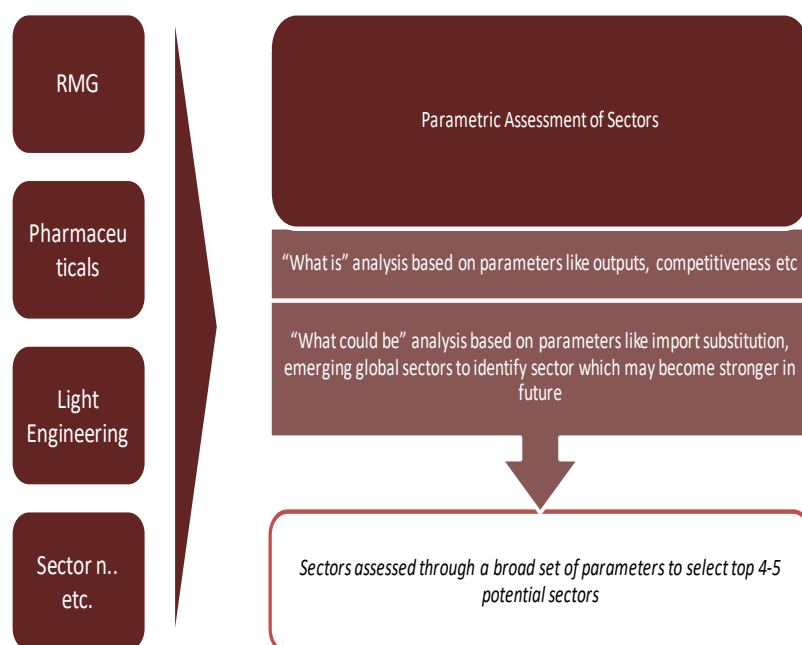 RMG
Pharmaceu
ticals
Light
Engineering
Sector n..
etc.
Parametric Assessment of Sectors
“What is” analysis based on parameters like outputs, competitiveness etc
“What could be” analysis based on parameters like import substitution,
emerging global sectors to identify sector which may become stronger in
future
Sectors assessed through a broad set of parameters to select top 4-5
potential sectors